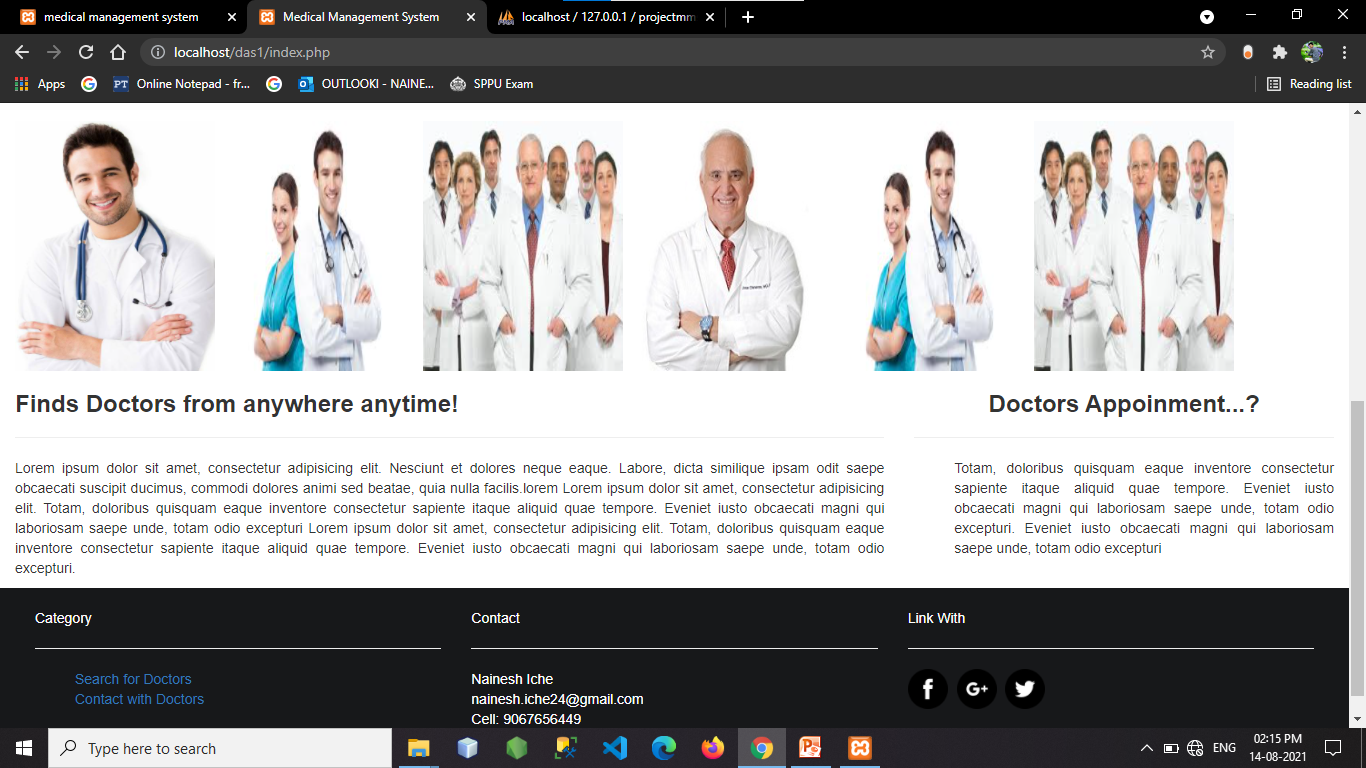 medical management system
Medical Management System
localhost / 127.0.0.1 / projectmm
localhost/das1/index.php
Apps
PT
Online Notepad - fr...
OUTLOOKI - NAINE...
SPPU Exam
Reading list
Finds Doctors from anywhere anytime!
Lorem ipsum dolor sit amet, consectetur adipisicing elit. Nesciunt et dolores neque eaque. Labore, dicta similique ipsam odit saepe
obcaecati suscipit ducimus, commodi dolores animi sed beatae, quia nulla facilis.lorem Lorem ipsum dolor sit amet, consectetur adipisicing
elit. Totam, doloribus quisquam eaque inventore consectetur sapiente itaque aliquid quae tempore. Eveniet iusto obcaecati magni qui
laboriosam saepe unde, totam odio excepturi Lorem ipsum dolor sit amet, consectetur adipisicing elit. Totam, doloribus quisquam eaque
inventore consectetur sapiente itaque aliquid quae tempore. Eveniet iusto obcaecati magni qui laboriosam saepe unde, totam odio
excepturi.
Doctors Appoinment...?
Totam, doloribus quisquam eaque inventore consectetur
sapiente itaque aliquid quae tempore. Eveniet iusto
obcaecati magni qui laboriosam saepe unde, totam odio
excepturi. Eveniet iusto obcaecati magni qui laboriosam
saepe unde, totam odio excepturi
Category
Search for Doctors
Contact with Doctors
Contact
Nainesh Iche
nainesh.iche24@gmail.com
Cell: 9067656449
Link With
Type here to search
ENG
02:15 PM
14-08-2021